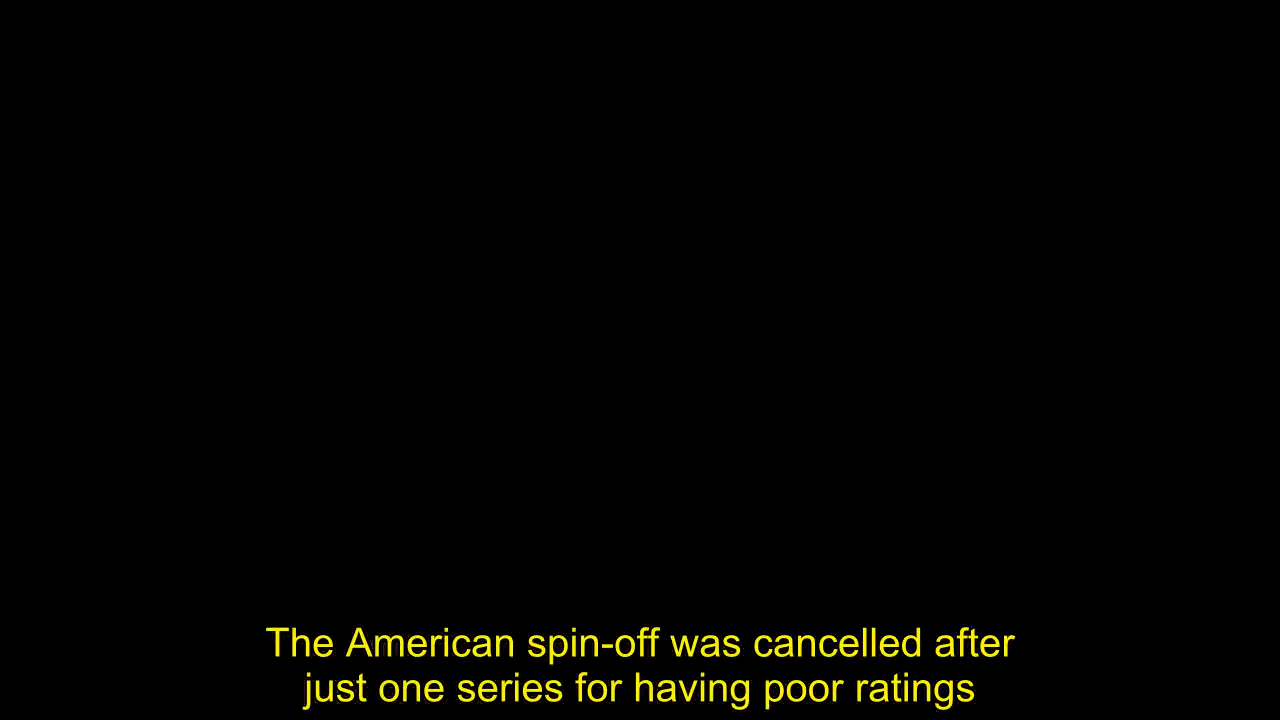 The American spin-off was cancelled after
just one series for having poor ratings